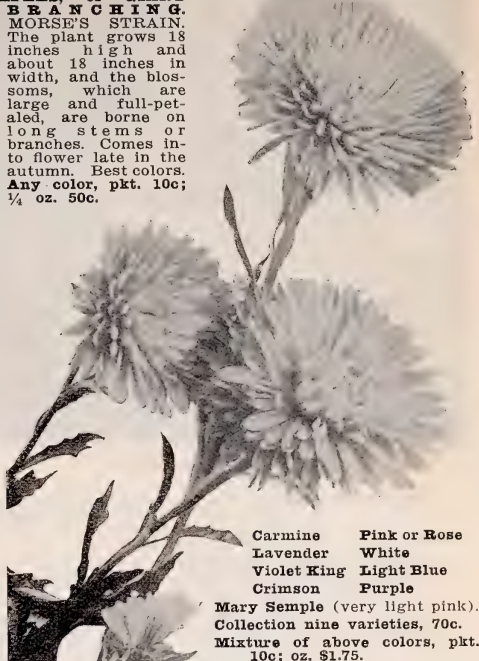 BRANCHING.
MORSE'S STRAIN.
The plant grows 18
inches high and
about 18 inches in
width, and the blos-
soms, which are
large and full-pet-
aled, are borne on
long stems or
branches. Comes in-
to flower late in the
autumn. Best colors.
Any color, pkt. 10c;
¼ oz. 50c.
Carmine Pink or Rose
Lavender White
Violet King Light Blue
Crimson Purple
Mary Semple (very light pink).
Collection nine varieties, 70c.
Mixture of above colors, pkt.
10c; oz. $1.75.